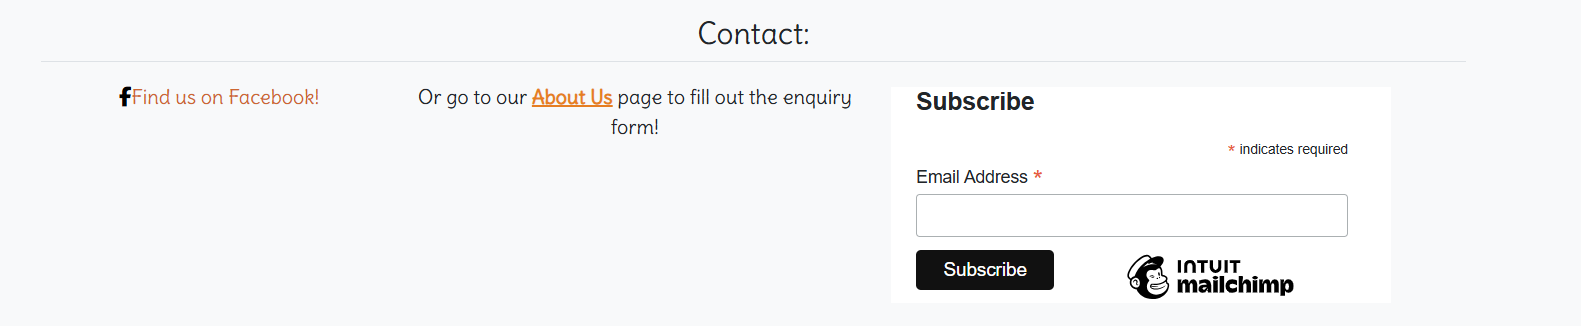 Contact:
Find us on Facebook!
Or go to our About Us page to fill out the enquiry
form!
Subscribe
* indicates required
Email Address *
Subscribe
INTUIT
mailchimp